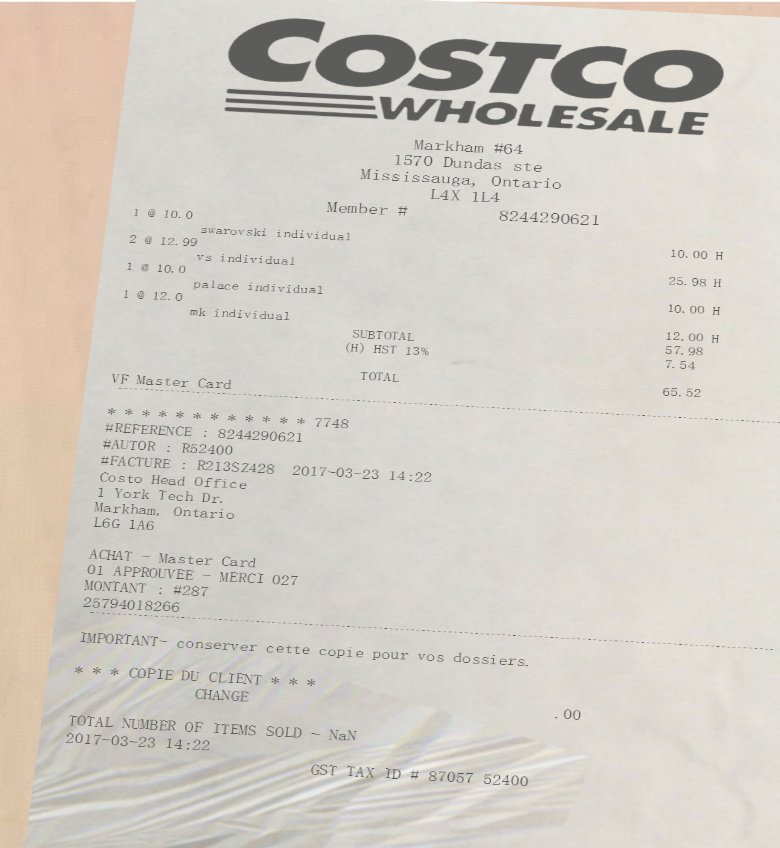 COSTCO
WHOLESALE
Markham #64
1570 Dundas ste
Mississauga, Ontario
L4X 1L4
Member # 8244290621
1 @ 10.0
swarovski individual 10.00 H
2 @ 12.99
vs individual 25.98 H
1 @ 10.0
palace individual 10.00 H
1 @ 12.0
mk individual 12.00 H
SUBTOTAL 57.98
(H) HST 13% 7.54
TOTAL 65.52
VF Master Card
* * * * * * * * * * * * 7748
#REFERENCE : 8244290621
#AUTOR : R52400
#FACTURE : R213SZ428 2017-03-23 14:22
Costo Head Office
1 York Tech Dr.
Markham, Ontario
L6G 1A6
ACHAT - Master Card
01 APPROUVEE - MERCI 027
MONTANT : #287
25794018266
IMPORTANT- conserver cette copie pour vos dossiers.
* * * COPIE DU CLIENT * * *
CHANGE .00
TOTAL NUMBER OF ITEMS SOLD - NaN
2017-03-23 14:22
GST TAX ID # 87057 52400